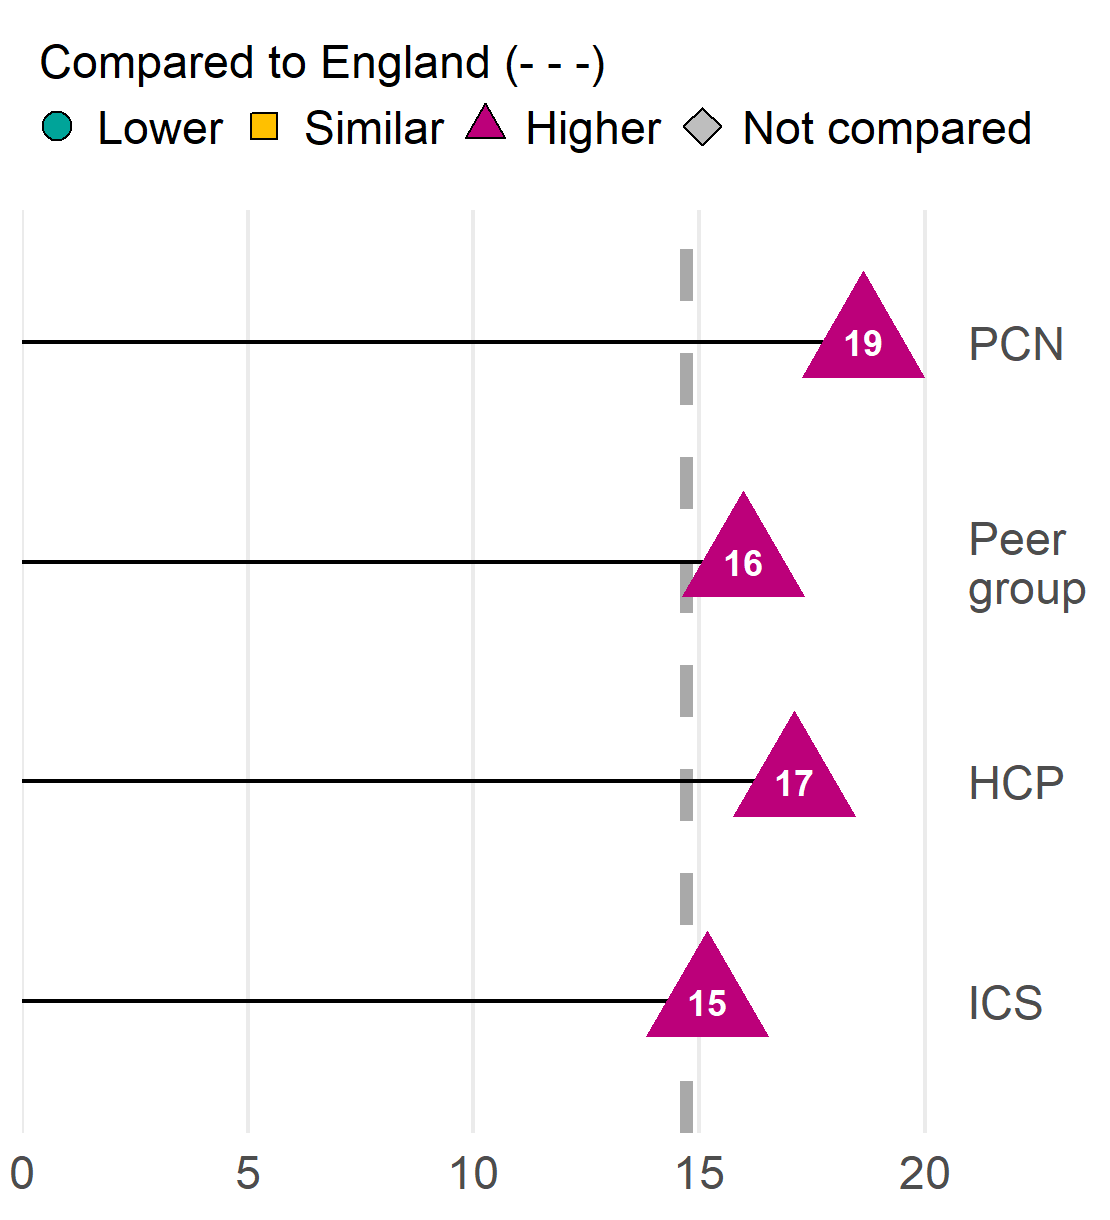 Compared to England (- - -)
Lower Similar Higher Not compared
19 PCN
16 Peer
group
17 HCP
15 ICS
0 5 10 15 20